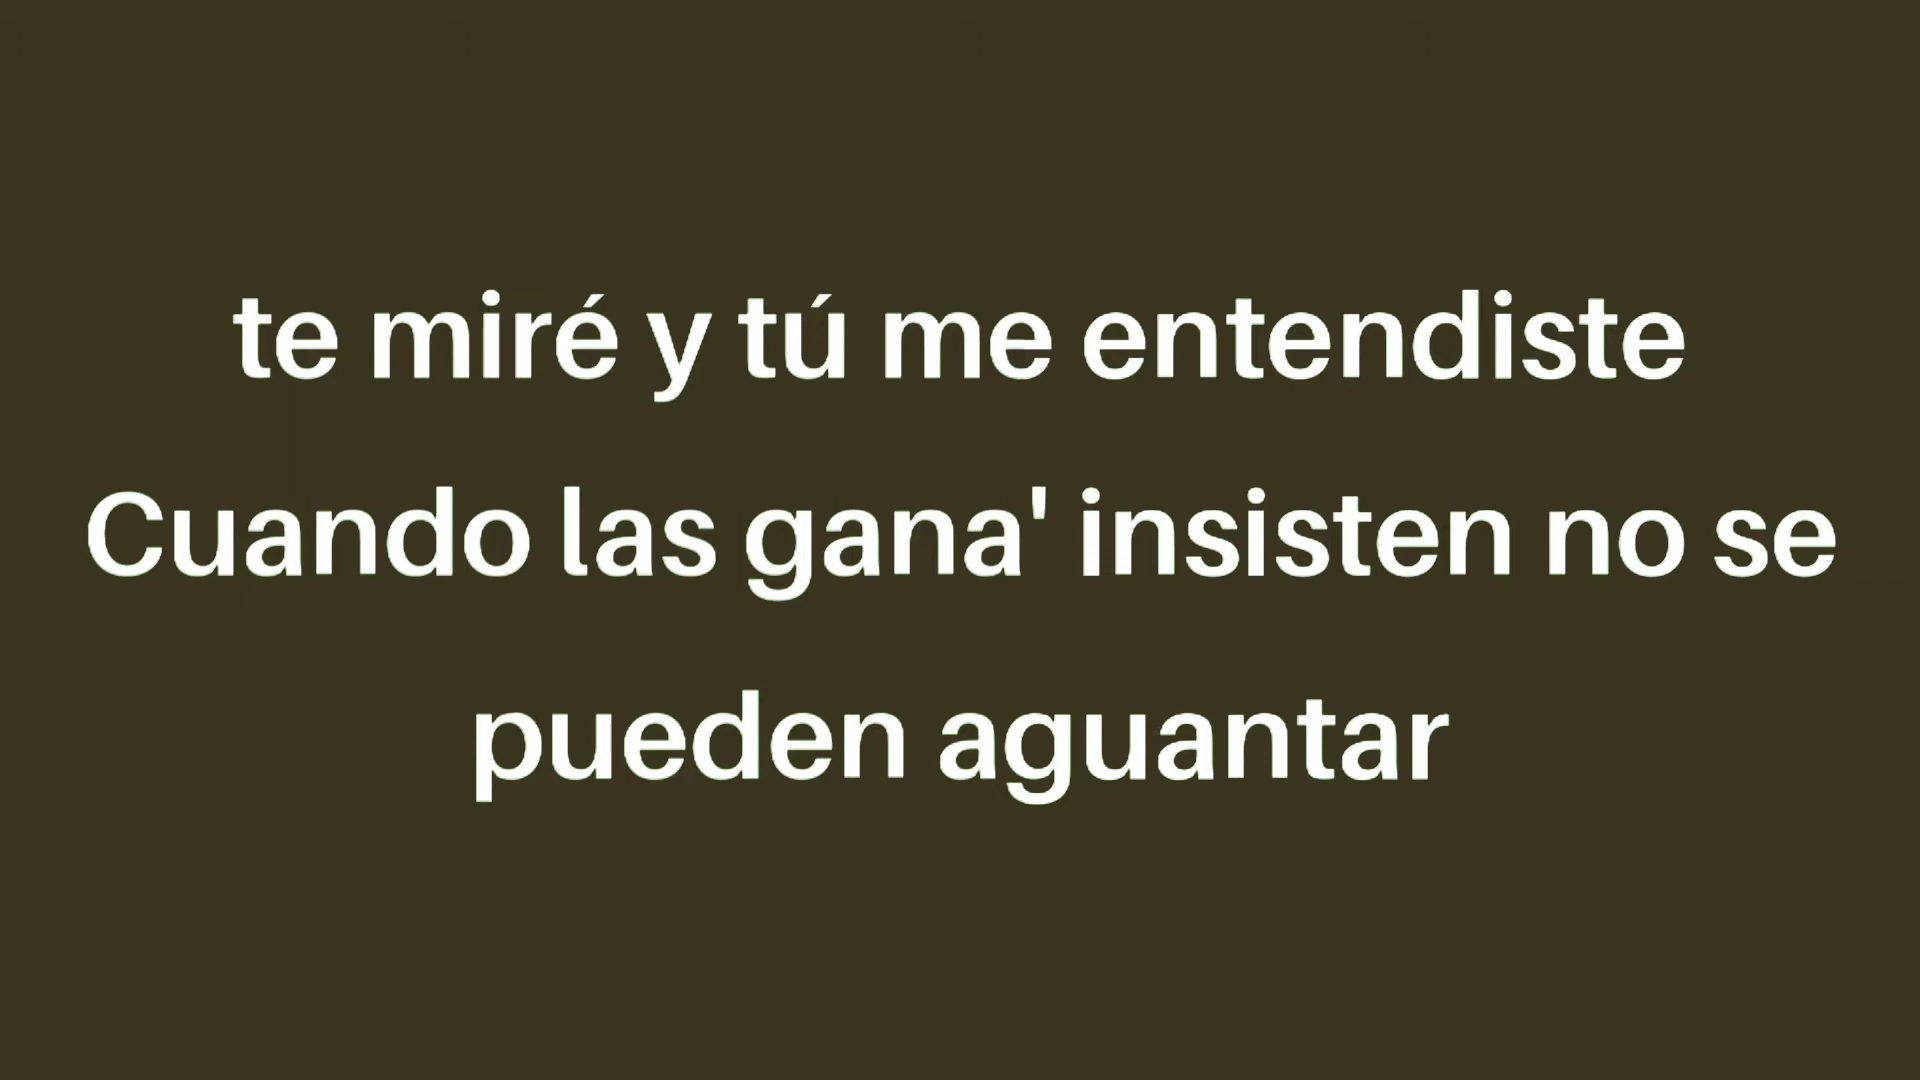 te miré y tú me entendiste
Cuando las gana' insisten no se
pueden aguantar